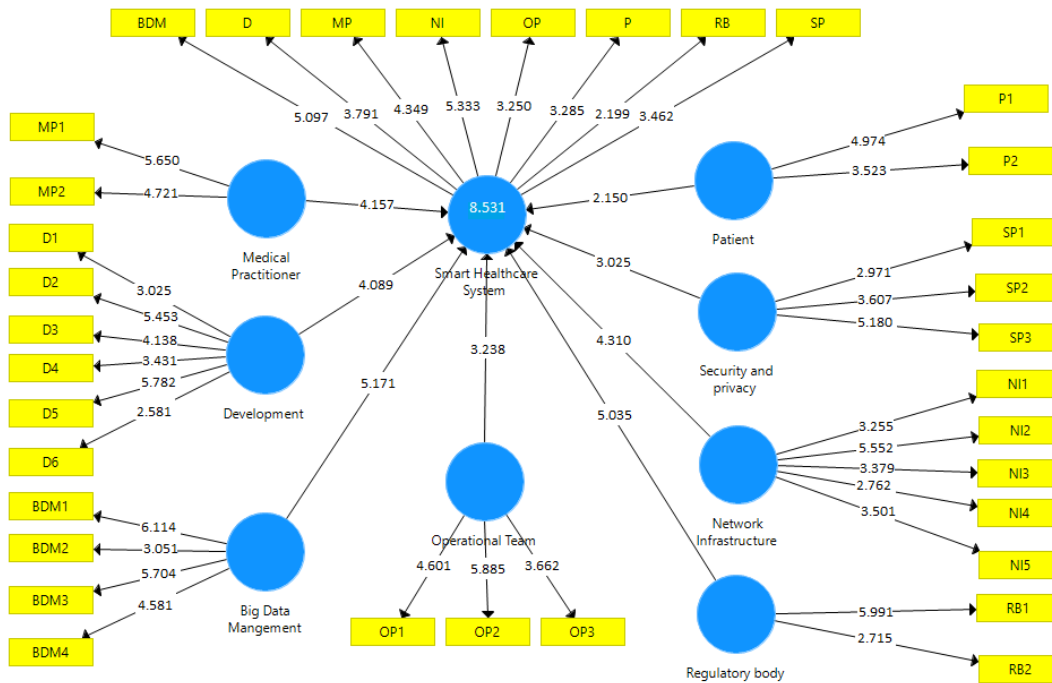 BDM
D
MP
NI
OP
P
RB
SP
5.097
3.791
4.349
5.333
3.250
3.285
2.199
3.462
MP1
MP2
5.650
4.721
Medical
Practitioner
4.157
8.531
Smart Healthcare
System
2.150
Patient
4.974
3.523
P1
P2
D1
D2
D3
D4
D5
D6
3.025
5.453
4.138
3.431
5.782
2.581
Development
4.089
3.025
Security and
privacy
2.971
3.607
5.180
SP1
SP2
SP3
BDM1
BDM2
BDM3
BDM4
6.114
3.051
5.704
4.581
Big Data
Mangement
5.171
3.238
Operational Team
4.601
5.885
3.662
OP1
OP2
OP3
4.310
Network
Infrastructure
3.255
5.552
3.379
2.762
3.501
NI1
NI2
NI3
NI4
NI5
5.035
Regulatory body
5.991
2.715
RB1
RB2